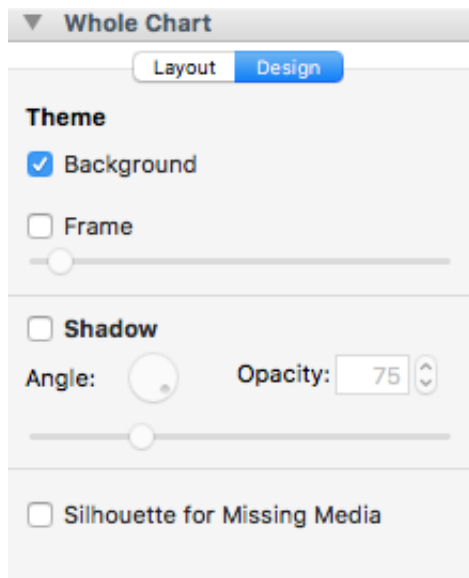 Whole Chart
Layout Design
Theme
Background
Frame
Shadow
Angle: Opacity: 75
Silhouette for Missing Media